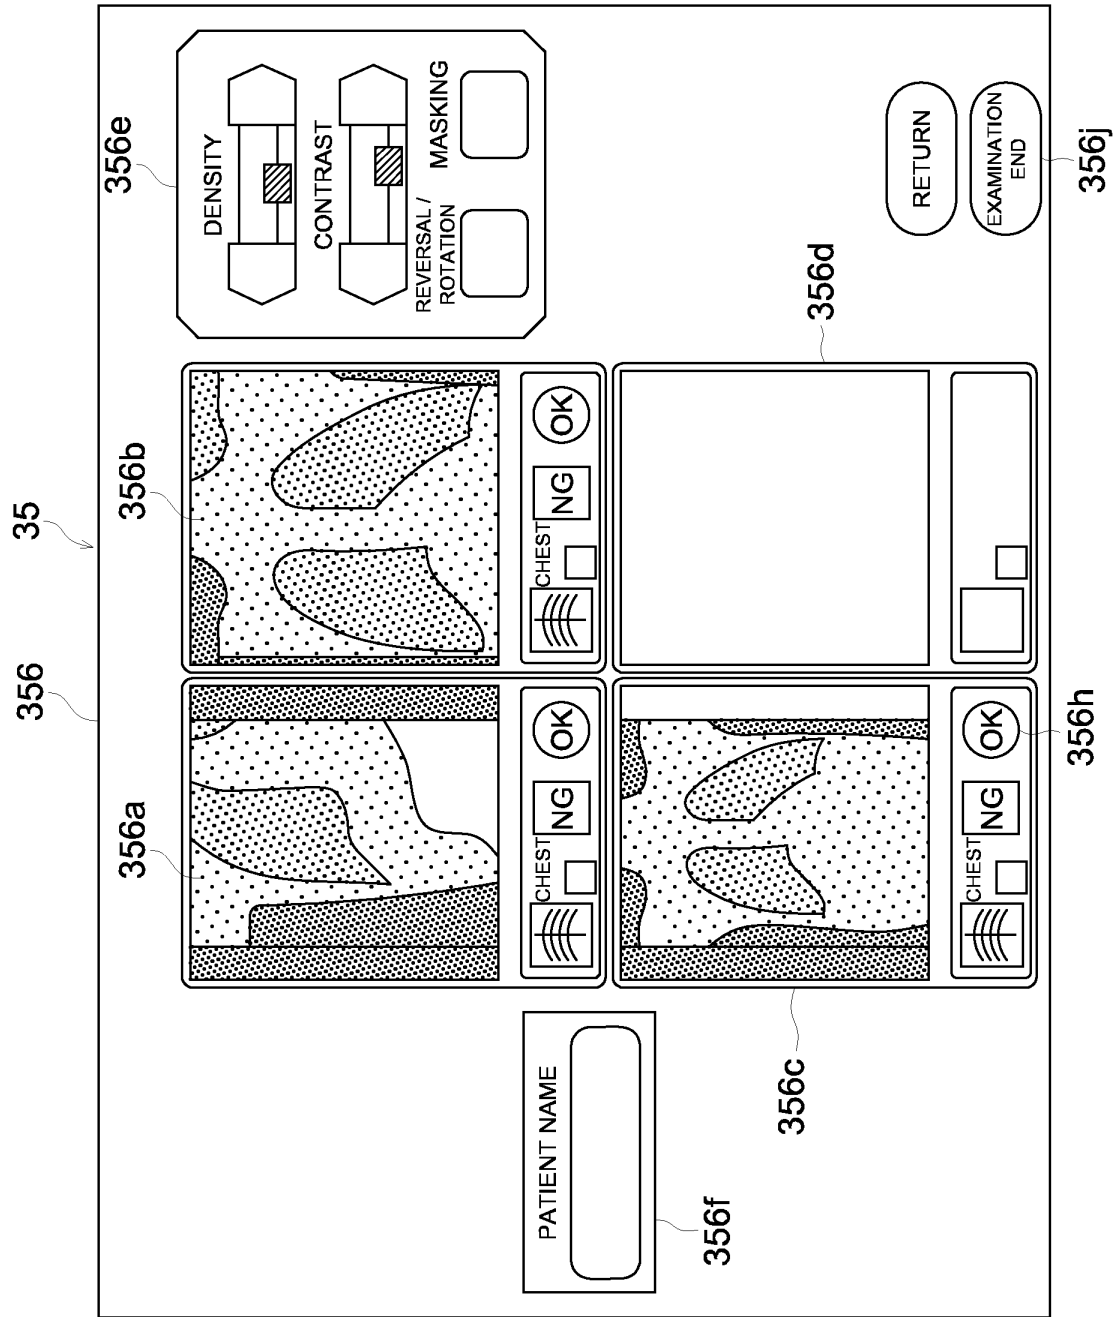 356
35
356a
356b
356e
DENSITY
CONTRAST
REVERSAL /
ROTATION
MASKING
PATIENT NAME
CHEST
NG
OK
CHEST
NG
OK
356f
356c
356d
RETURN
CHEST
NG
OK
EXAMINATION
END
356h
356j